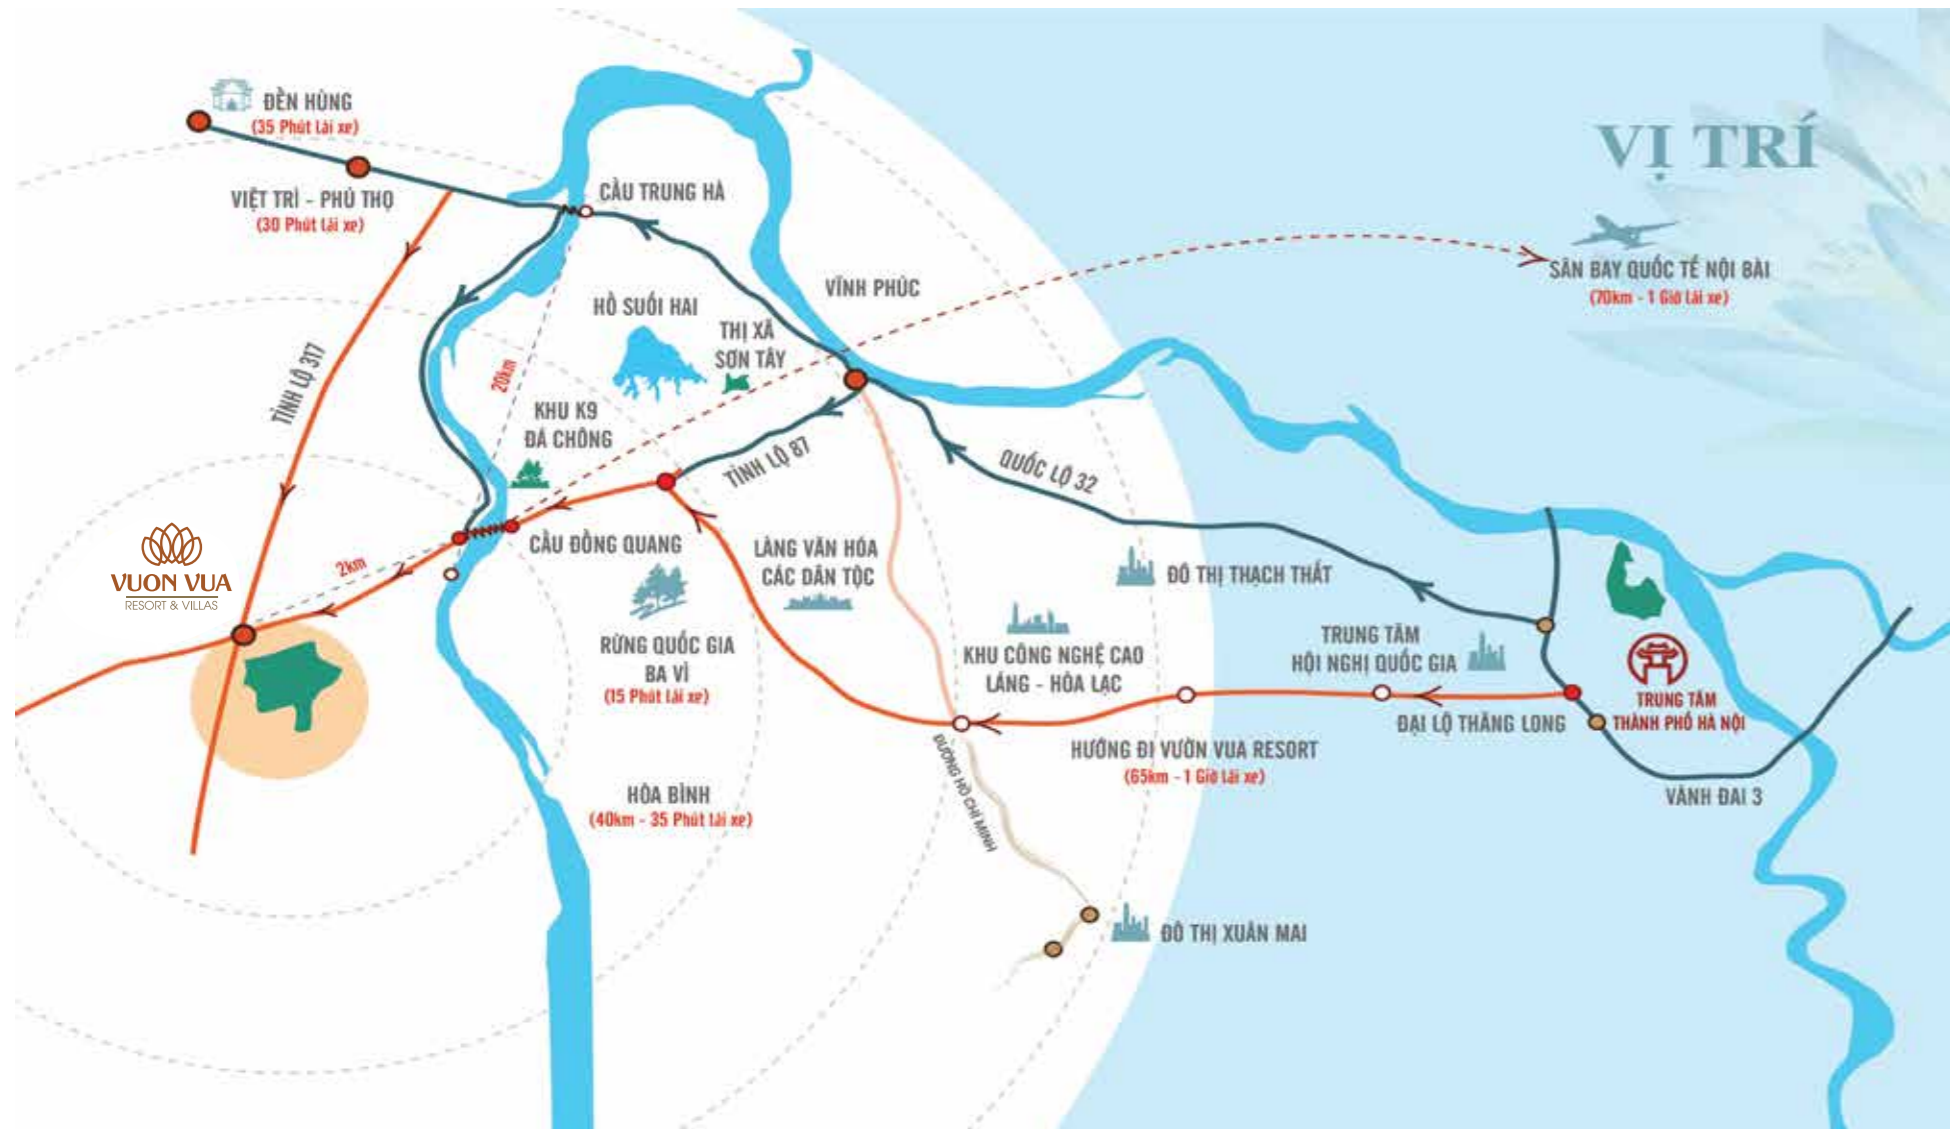 VỊ TRÍ
ĐỀN HÙNG
(35 Phút lái xe)
VIỆT TRÌ - PHÚ THỌ
(30 Phút lái xe)
CẦU TRUNG HÀ
SÂN BAY QUỐC TẾ NỘI BÀI
(70km - 1 Giờ lái xe)
VĨNH PHÚC
HỒ SUỐI HAI
THỊ XÃ
SƠN TÂY
TỈNH LỘ 317
20km
KHU K9
ĐÁ CHÔNG
TỈNH LỘ 87
QUỐC LỘ 32
VUON VUA
RESORT & VILLAS
2km
CẦU ĐỒNG QUANG
LÀNG VĂN HÓA
CÁC DÂN TỘC
ĐÔ THỊ THẠCH THẤT
RỪNG QUỐC GIA
BA VÌ
(15 Phút lái xe)
KHU CÔNG NGHỆ CAO
LÁNG - HÒA LẠC
TRUNG TÂM
HỘI NGHỊ QUỐC GIA
TRUNG TÂM
THÀNH PHỐ HÀ NỘI
ĐẠI LỘ THĂNG LONG
HƯỚNG ĐI VƯỜN VUA RESORT
(65km - 1 Giờ lái xe)
ĐƯỜNG HỒ CHÍ MINH
HÒA BÌNH
(40km - 35 Phút lái xe)
VÀNH ĐAI 3
ĐÔ THỊ XUÂN MAI